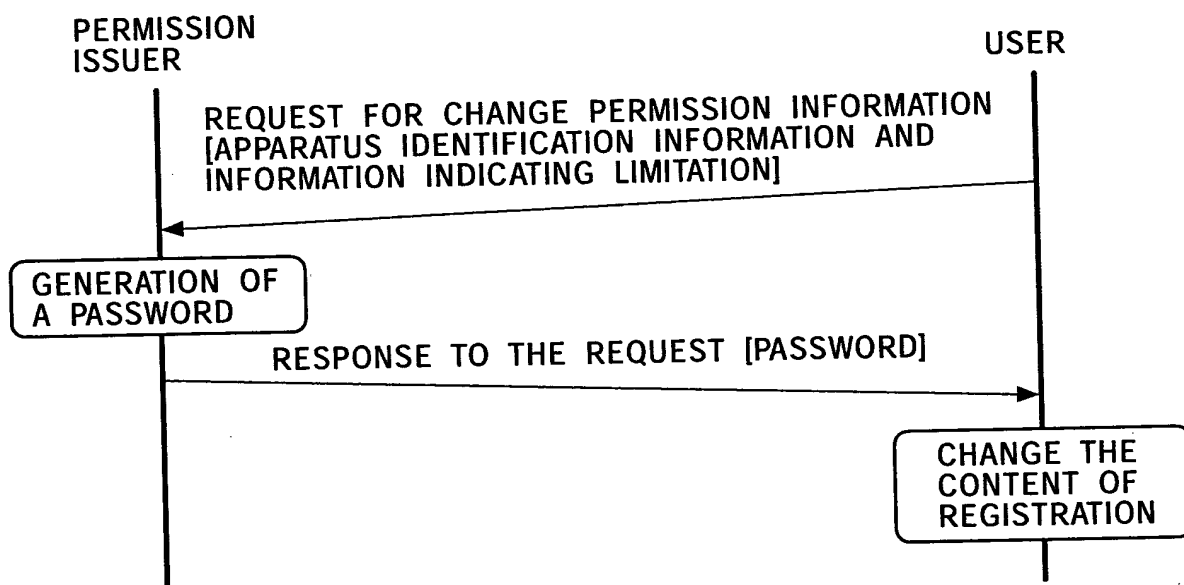 PERMISSION
ISSUER
USER
REQUEST FOR CHANGE PERMISSION INFORMATION
[APPARATUS IDENTIFICATION INFORMATION AND
INFORMATION INDICATING LIMITATION]
GENERATION OF
A PASSWORD
RESPONSE TO THE REQUEST [PASSWORD]
CHANGE THE
CONTENT OF
REGISTRATION